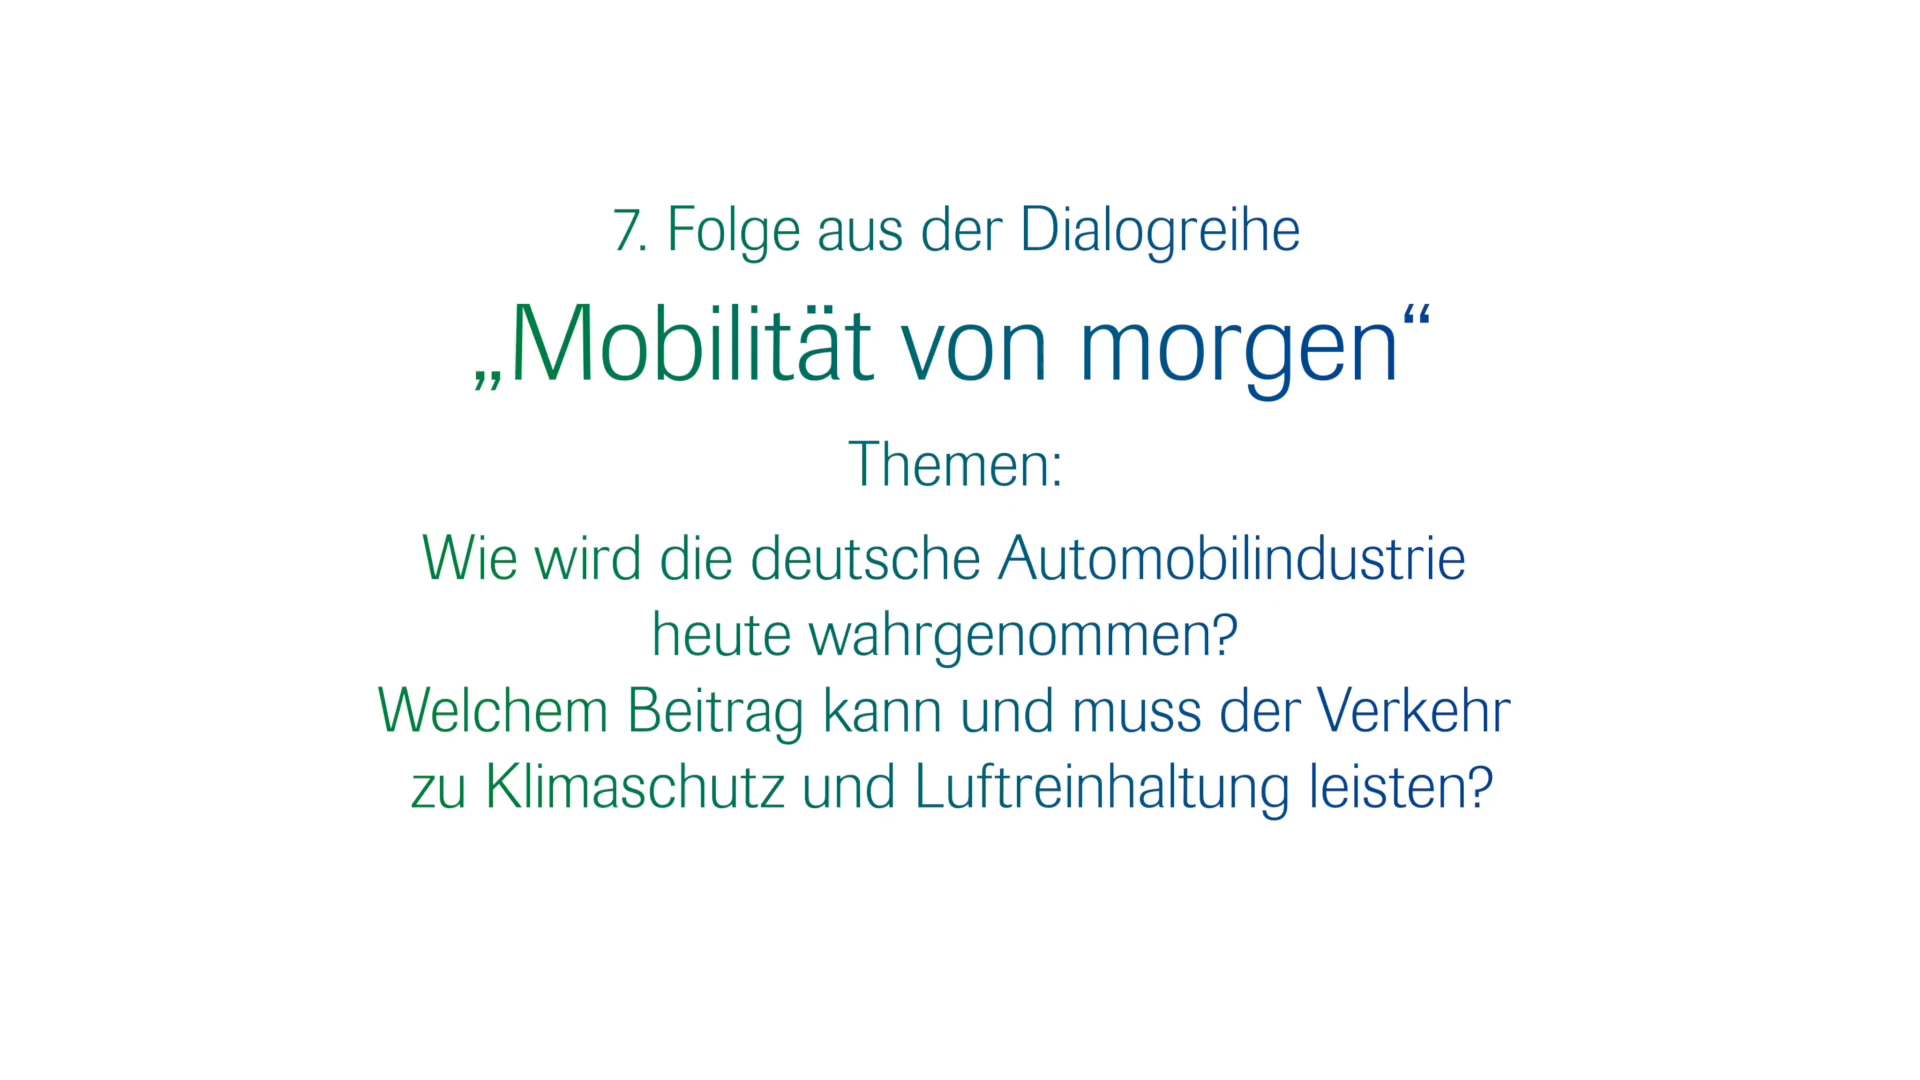 7. Folge aus der Dialogreihe
„Mobilität von morgen“
Themen:
Wie wird die deutsche Automobilindustrie
heute wahrgenommen?
Welchem Beitrag kann und muss der Verkehr
zu Klimaschutz und Luftreinhaltung leisten?